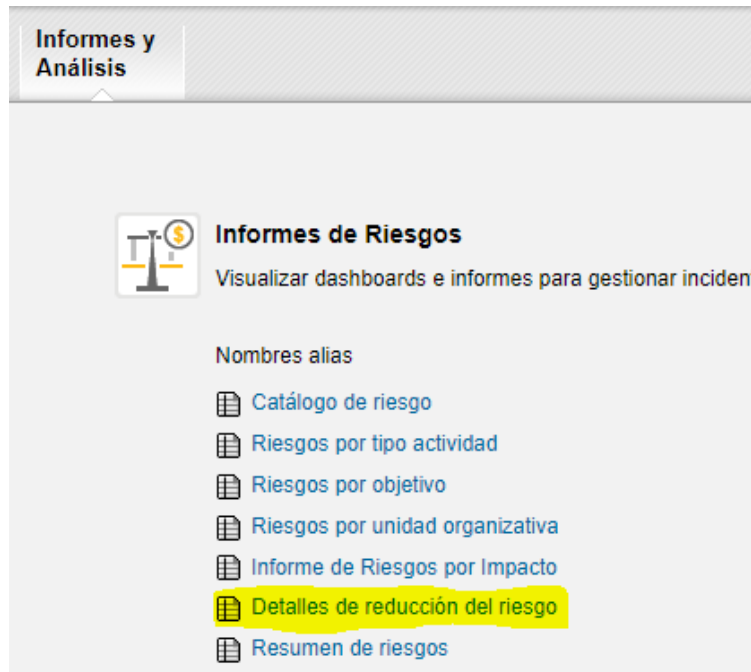 Informes y
Análisis
Informes de Riesgos
Visualizar dashboards e informes para gestionar inciden
Nombres alias
Catálogo de riesgo
Riesgos por tipo actividad
Riesgos por objetivo
Riesgos por unidad organizativa
Informe de Riesgos por Impacto
Detalles de reducción del riesgo
Resumen de riesgos